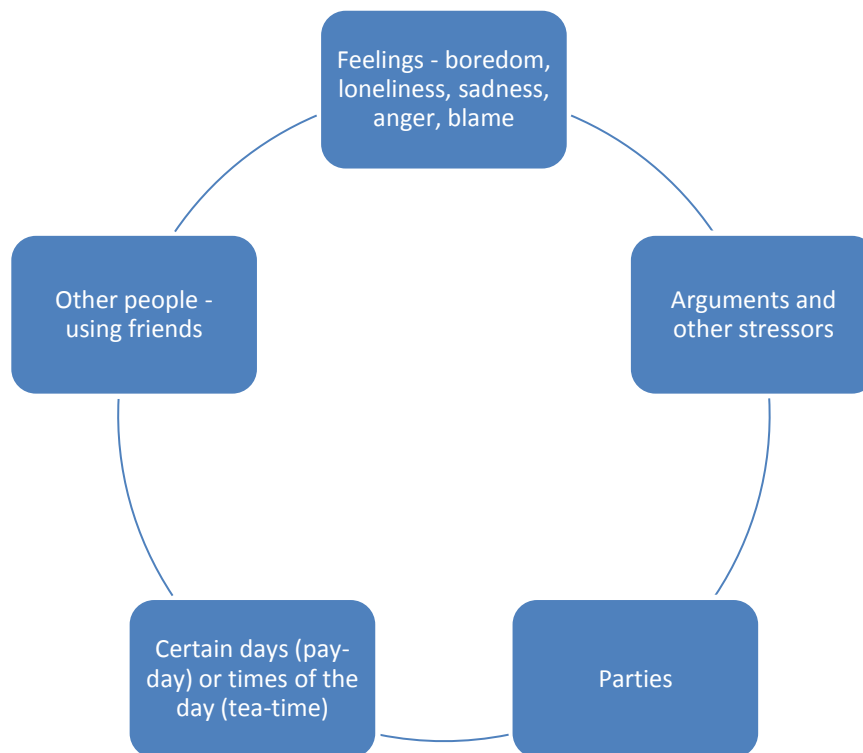 Feelings - boredom,
loneliness, sadness,
anger, blame
Other people -
using friends
Arguments and
other stressors
Certain days (pay-
day) or times of the
day (tea-time)
Parties